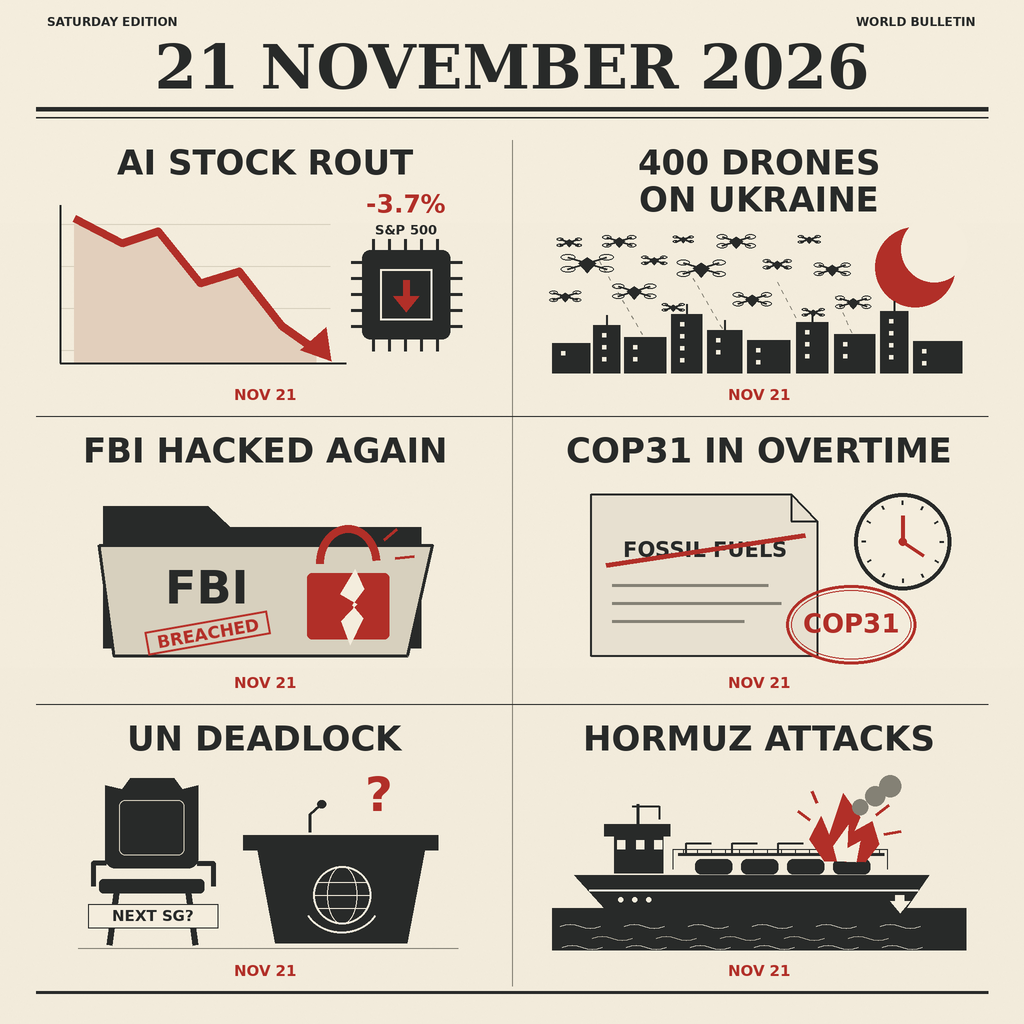 SATURDAY EDITION
WORLD BULLETIN
21 NOVEMBER 2026
AI STOCK ROUT
-3.7%
S&P 500
NOV 21
400 DRONES
ON UKRAINE
NOV 21
FBI HACKED AGAIN
FBI
BREACHED
NOV 21
COP31 IN OVERTIME
FOSSIL FUELS
COP31
NOV 21
UN DEADLOCK
?
NEXT SG?
NOV 21
HORMUZ ATTACKS
NOV 21